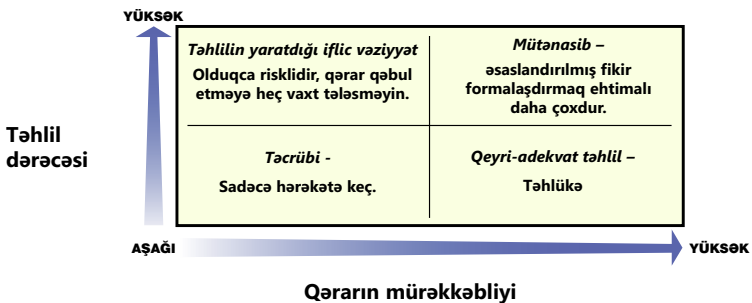 YÜKSƏK
Təhlilin yaratdığı iflic vəziyyət
Olduqca risklidir, qərar qəbul
etməyə heç vaxt tələsməyin.
Mütənasib –
əsaslandırılmış fikir
formalaşdırmaq ehtimalı
daha çoxdur.
Təhlil
dərəcəsi
Təcrübi -
Sadəcə hərəkətə keç.
Qeyri-adekvat təhlil –
Təhlükə
AŞAĞI
YÜKSƏK
Qərarın mürəkkəbliyi